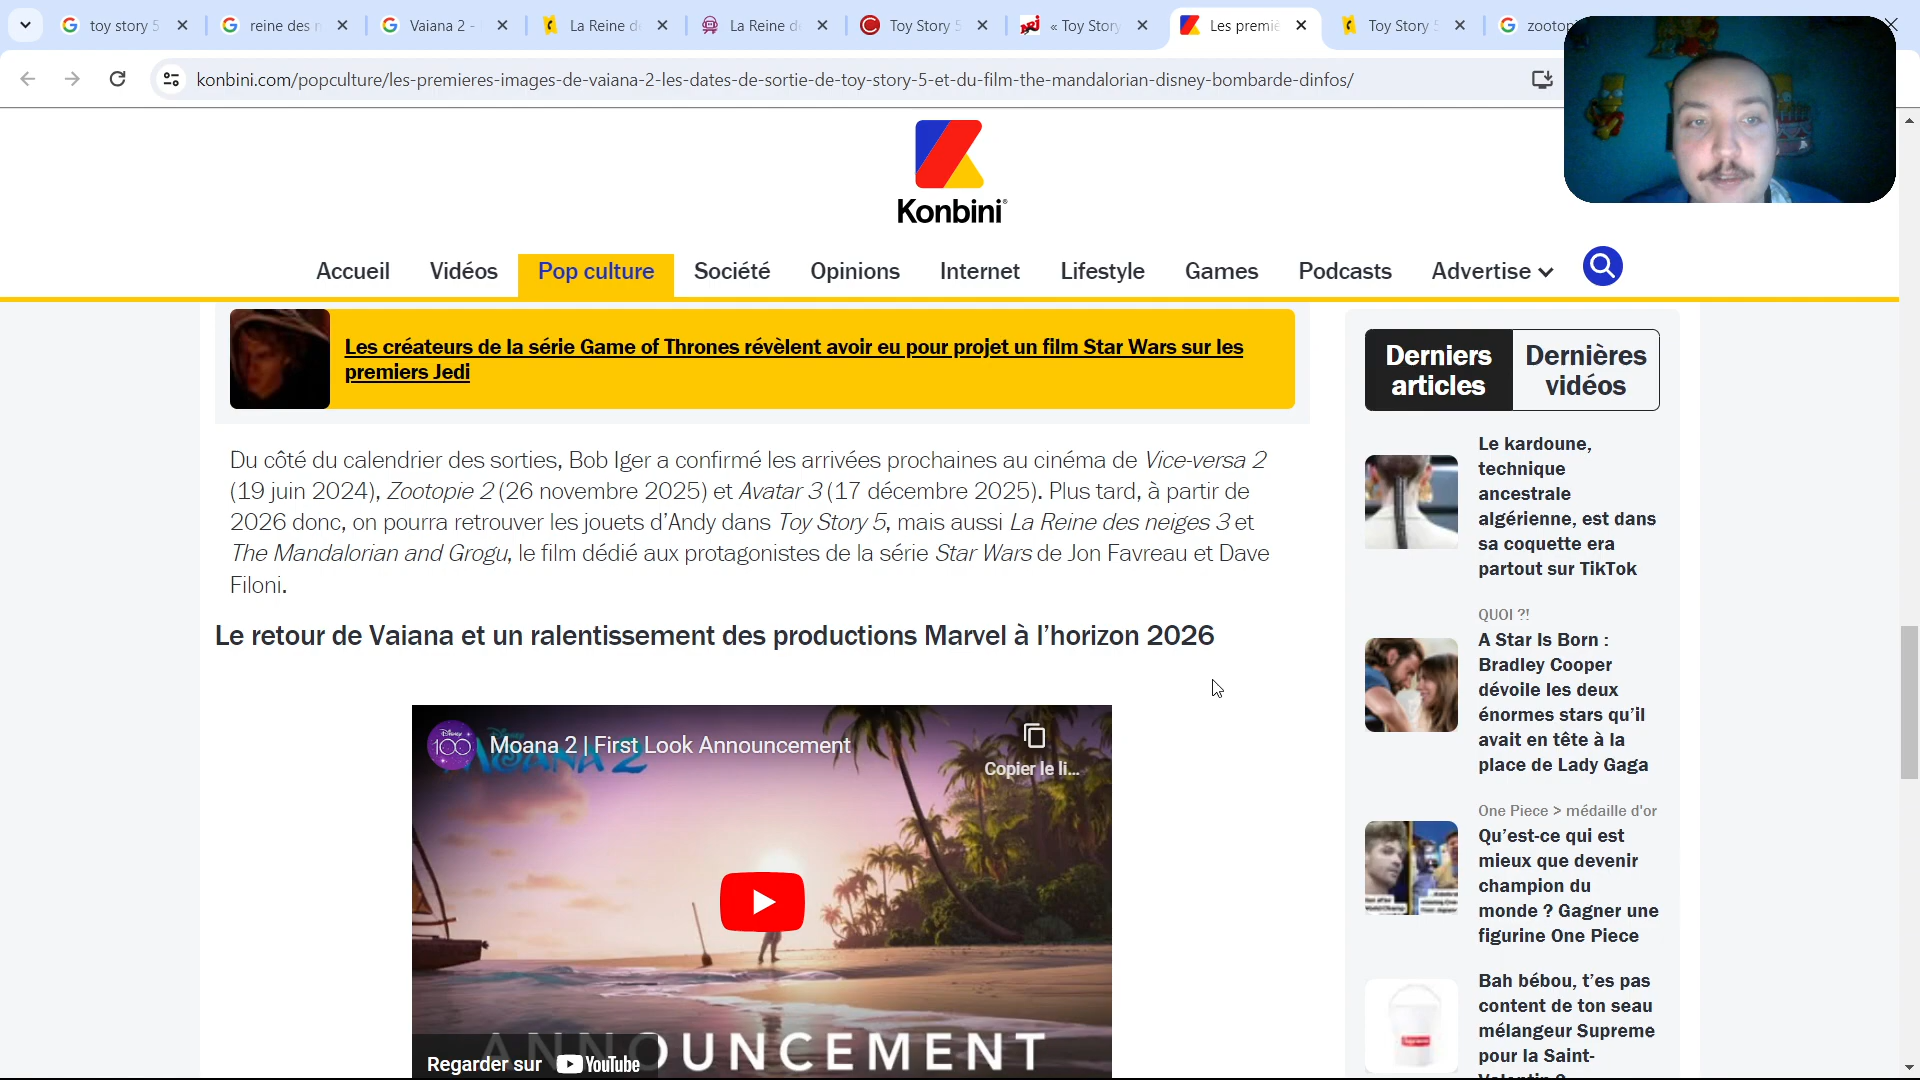 toy story 5
reine des n
Vaiana 2 -
La Reine de
La Reine de
Toy Story 5
« Toy Story
Les premiè
Toy Story 5
zootopi
konbini.com/popculture/les-premieres-images-de-vaiana-2-les-dates-de-sortie-de-toy-story-5-et-du-film-the-mandalorian-disney-bombarde-dinfos/
Konbini
Accueil
Vidéos
Pop culture
Société
Opinions
Internet
Lifestyle
Games
Podcasts
Advertise
Les créateurs de la série Game of Thrones révèlent avoir eu pour projet un film Star Wars sur les
premiers Jedi
Du côté du calendrier des sorties, Bob Iger a confirmé les arrivées prochaines au cinéma de Vice-versa 2
(19 juin 2024), Zootopie 2 (26 novembre 2025) et Avatar 3 (17 décembre 2025). Plus tard, à partir de
2026 donc, on pourra retrouver les jouets d’Andy dans Toy Story 5, mais aussi La Reine des neiges 3 et
The Mandalorian and Grogu, le film dédié aux protagonistes de la série Star Wars de Jon Favreau et Dave
Filoni.
Le retour de Vaiana et un ralentissement des productions Marvel à l’horizon 2026
Disney
100
Moana 2 | First Look Announcement
MOANA 2
Copier le li...
ANNOUNCEMENT
Regarder sur YouTube
Derniers
articles
Dernières
vidéos
Le kardoune,
technique
ancestrale
algérienne, est dans
sa coquette era
partout sur TikTok
QUOI ?!
A Star Is Born :
Bradley Cooper
dévoile les deux
énormes stars qu’il
avait en tête à la
place de Lady Gaga
One Piece > médaille d'or
Qu’est-ce qui est
mieux que devenir
champion du
monde ? Gagner une
figurine One Piece
Bah bébou, t’es pas
content de ton seau
mélangeur Supreme
pour la Saint-
Valentin ?